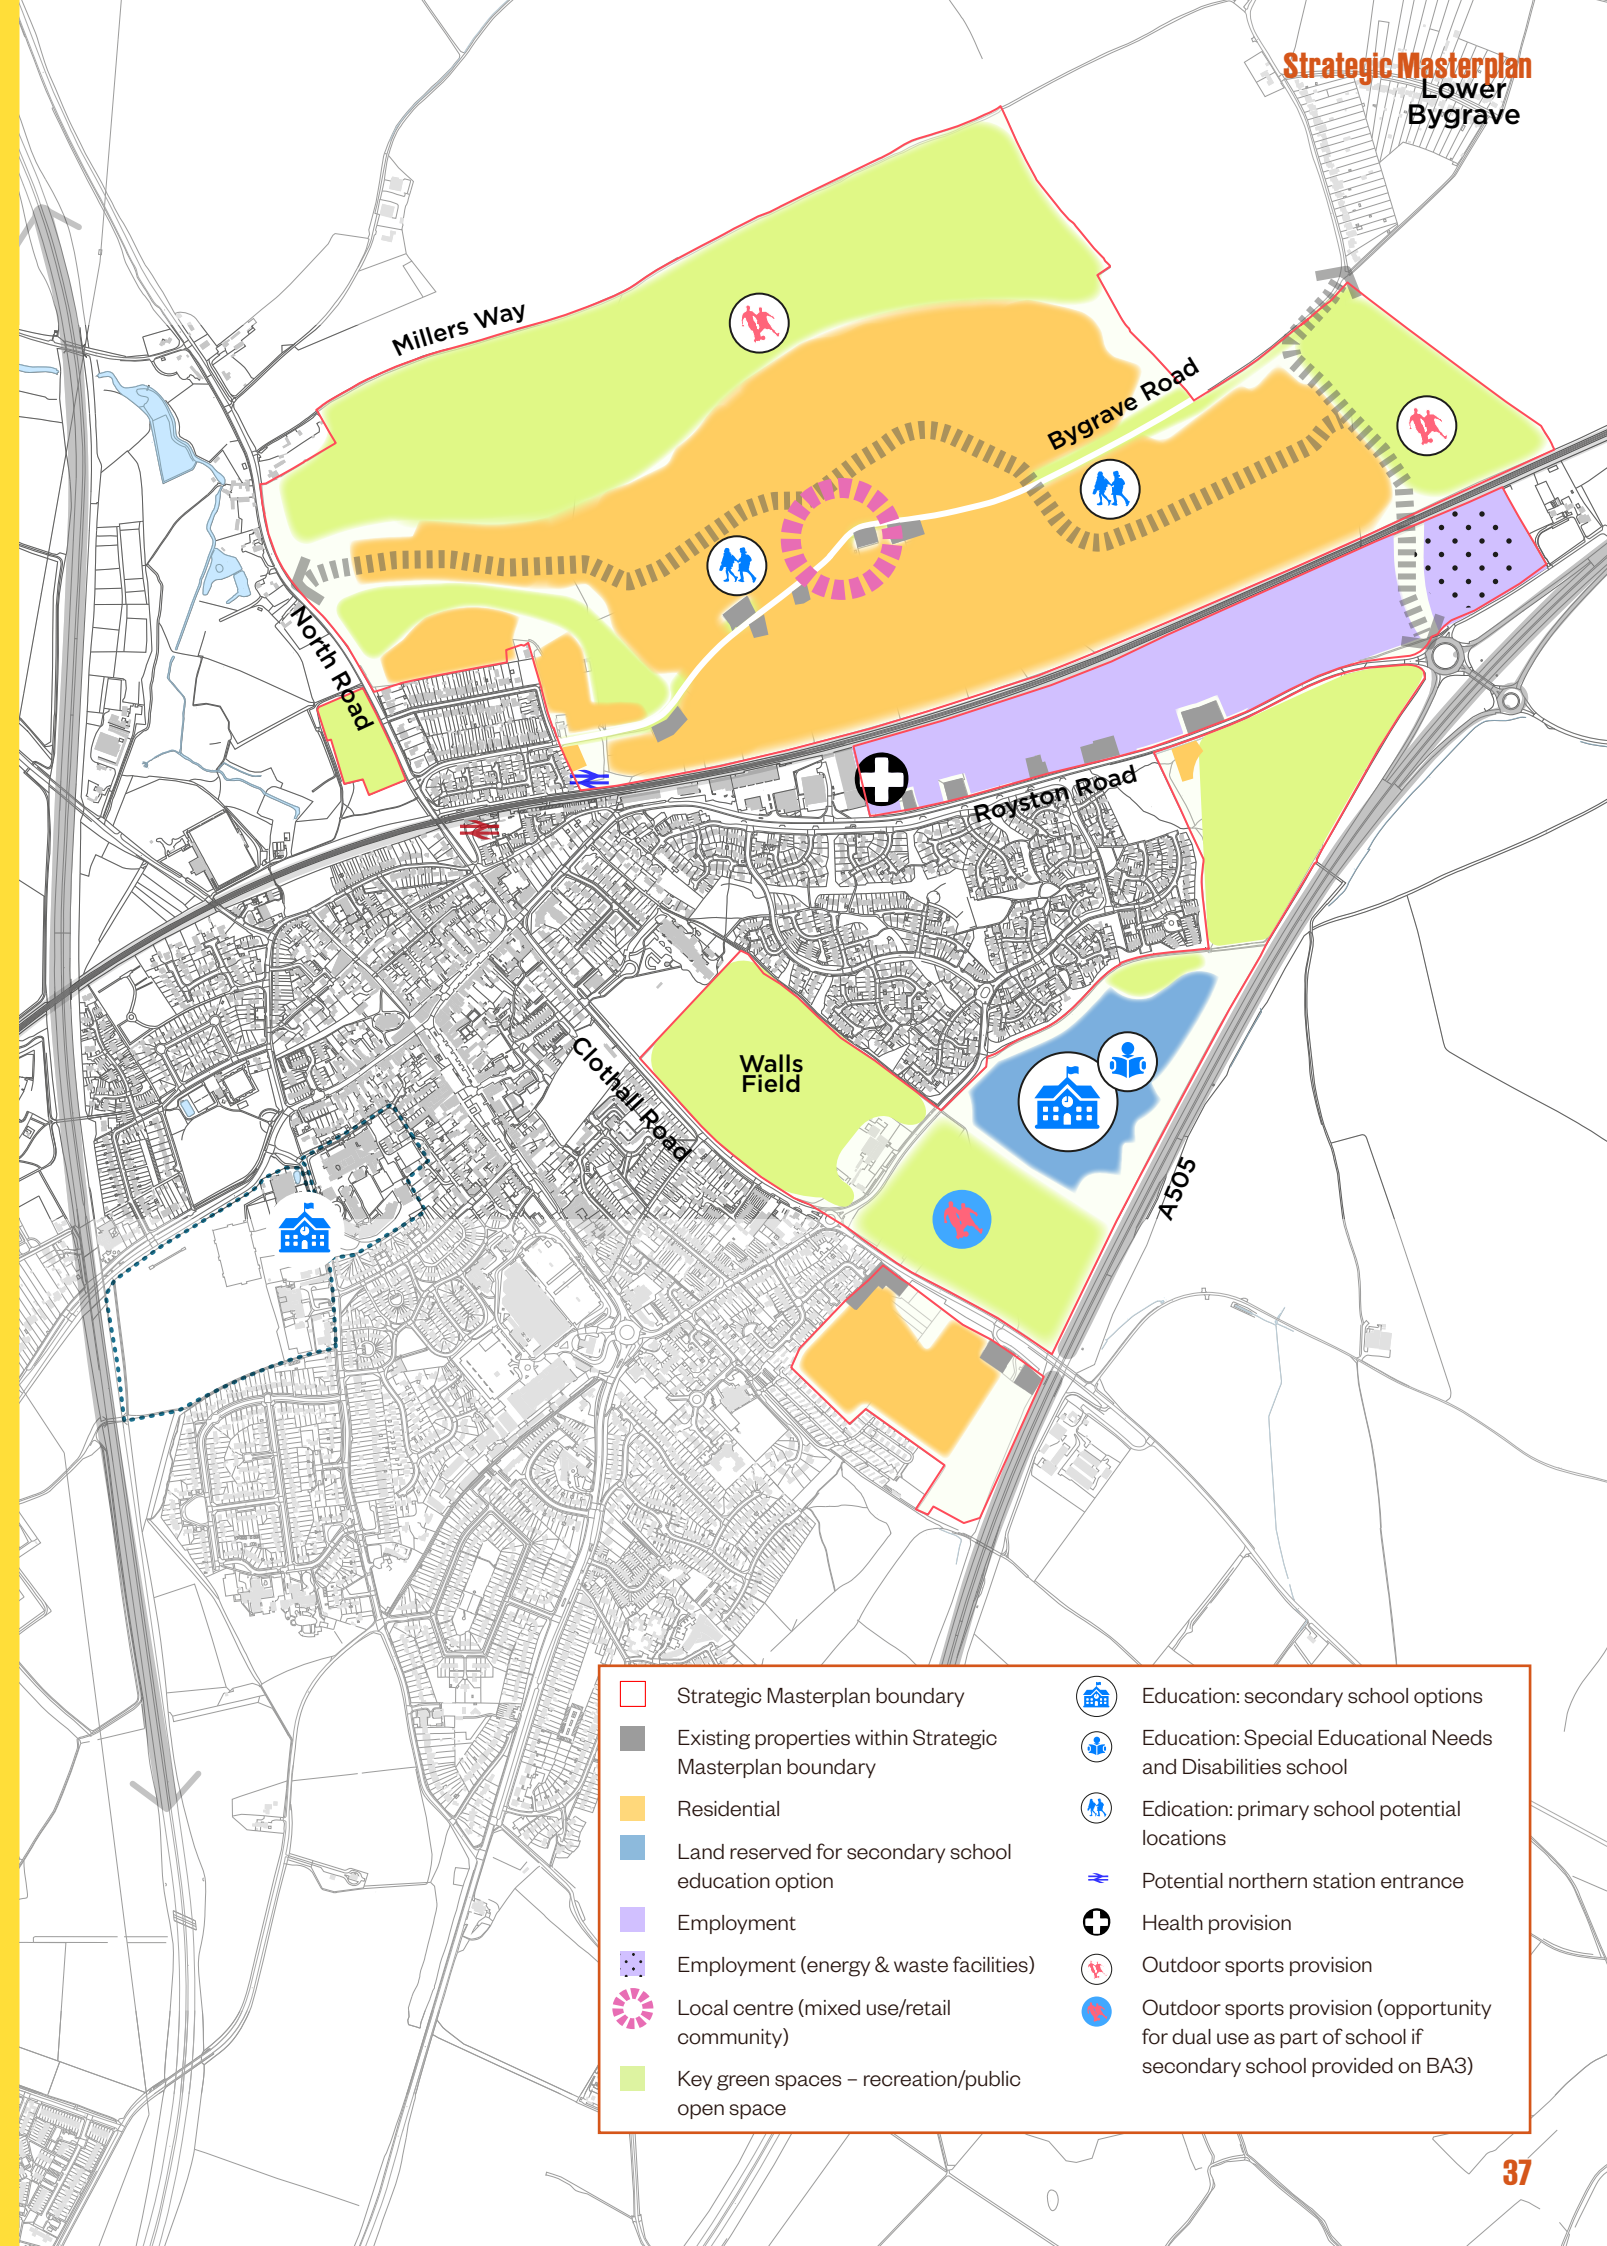 Strategic Masterplan
Lower
Bygrave
Millers Way
Bygrave Road
North Road
Royston Road
Walls
Field
Clothall Road
A505
Strategic Masterplan boundary
Existing properties within Strategic
Masterplan boundary
Residential
Land reserved for secondary school
education option
Employment
Employment (energy & waste facilities)
Local centre (mixed use/retail
community)
Key green spaces – recreation/public
open space
Education: secondary school options
Education: Special Educational Needs
and Disabilities school
Edication: primary school potential
locations
Potential northern station entrance
Health provision
Outdoor sports provision
Outdoor sports provision (opportunity
for dual use as part of school if
secondary school provided on BA3)
37